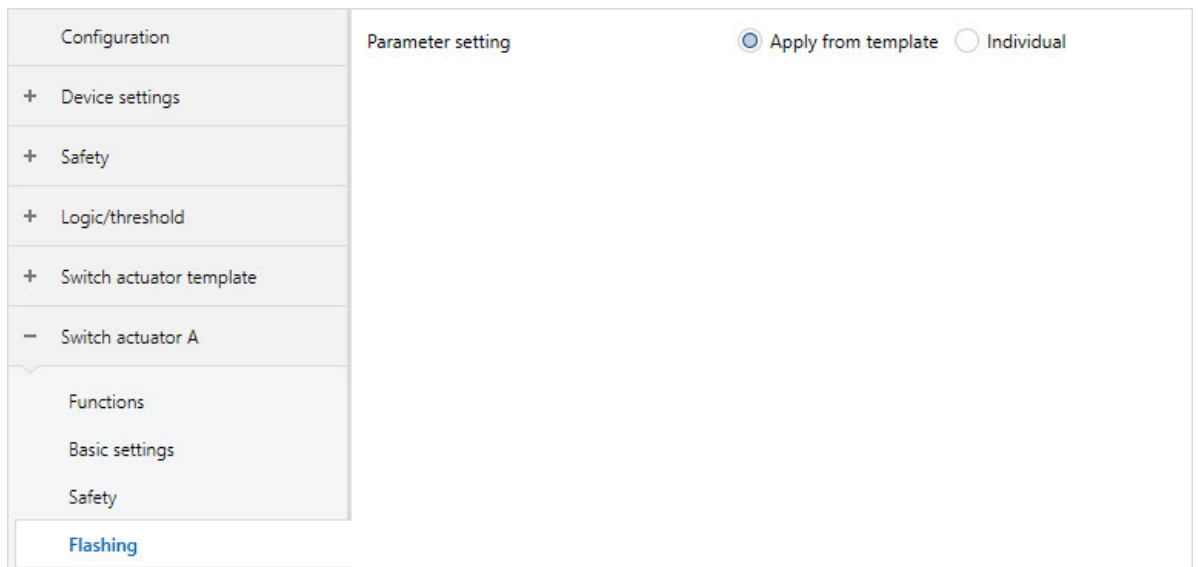 Configuration
Parameter setting Apply from template Individual
+ Device settings
+ Safety
+ Logic/threshold
+ Switch actuator template
− Switch actuator A
Functions
Basic settings
Safety
Flashing